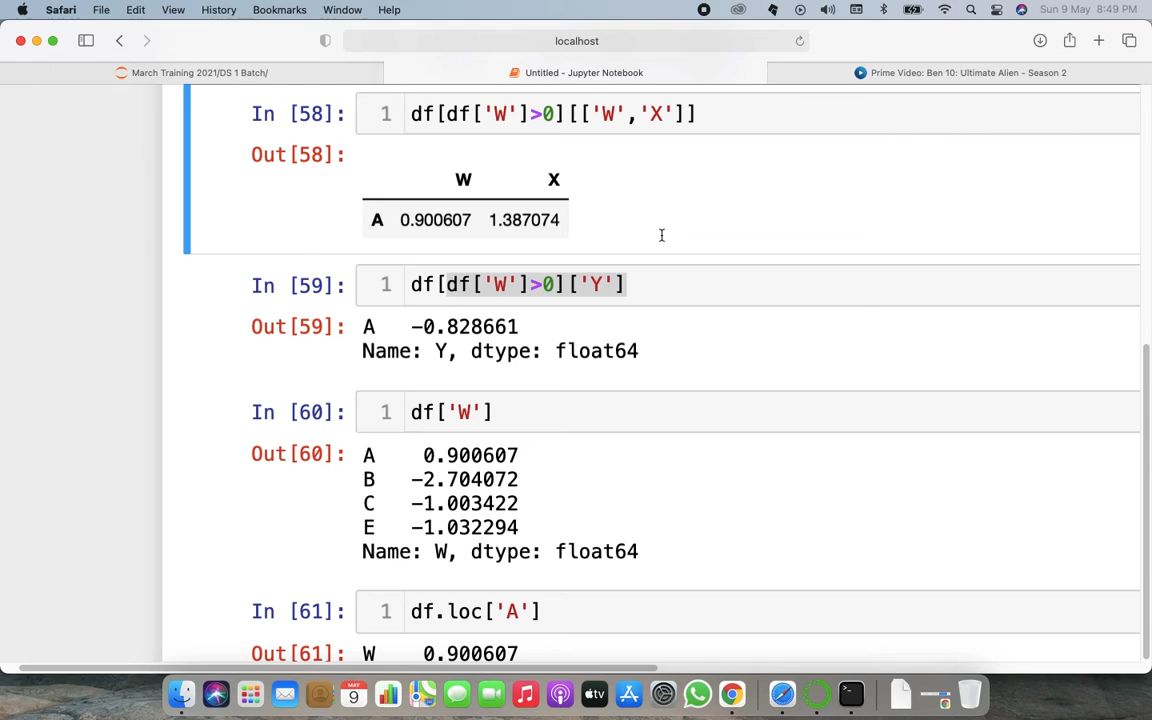 Safari File Edit View History Bookmarks Window Help Sun 9 May 8:49 PM
localhost
March Training 2021/DS 1 Batch/ Untitled - Jupyter Notebook Prime Video: Ben 10: Ultimate Alien - Season 2
In [58]: 1 df[df['W']>0][['W','X']]
Out[58]:
W X
A 0.900607 1.387074
In [59]: 1 df[df['W']>0]['Y']
Out[59]: A -0.828661
Name: Y, dtype: float64
In [60]: 1 df['W']
Out[60]: A 0.900607
B -2.704072
C -1.003422
E -1.032294
Name: W, dtype: float64
In [61]: 1 df.loc['A']
Out[61]: W 0.900607
MAY
9
tv